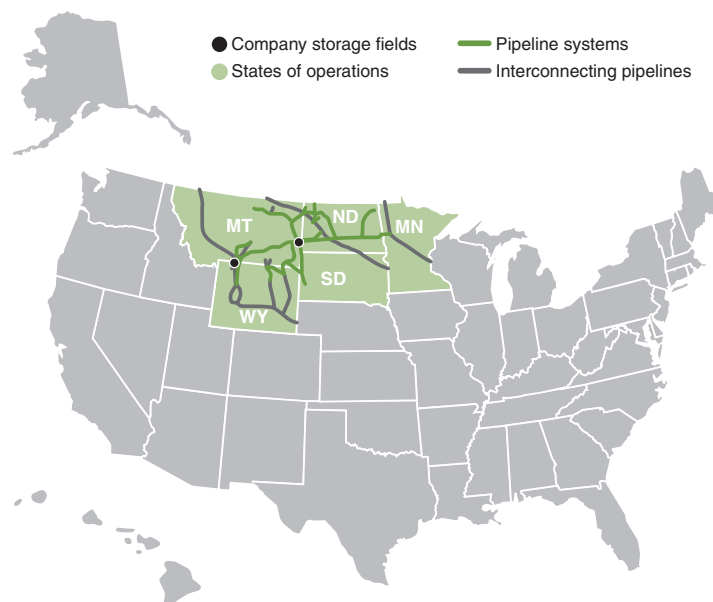 Company storage fields
Pipeline systems
States of operations
Interconnecting pipelines
MT
ND
MN
SD
WY